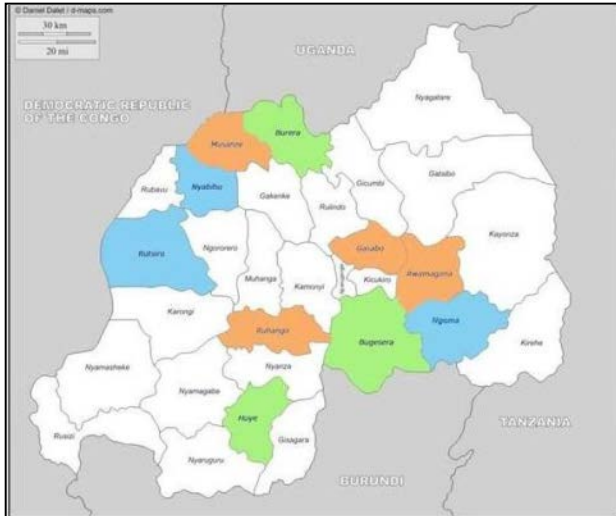 © Daniel Dalet / d-maps.com
30 km
20 mi
UGANDA
DEMOCRATIC REPUBLIC
OF THE CONGO
Nyagatare
Burera
Musanze
Gatsibo
Gicumbi
Rubavu
Nyabihu
Gakenke
Rulindo
Kayonza
Rutsiro
Ngororero
Gasabo
Rwamagana
Muhanga
Kamonyi
Kicukiro
Karongi
Ruhango
Bugesera
Ngoma
Kirehe
Nyamasheke
Nyanza
Nyamagabe
Huye
Rusizi
Gisagara
TANZANIA
Nyaruguru
BURUNDI